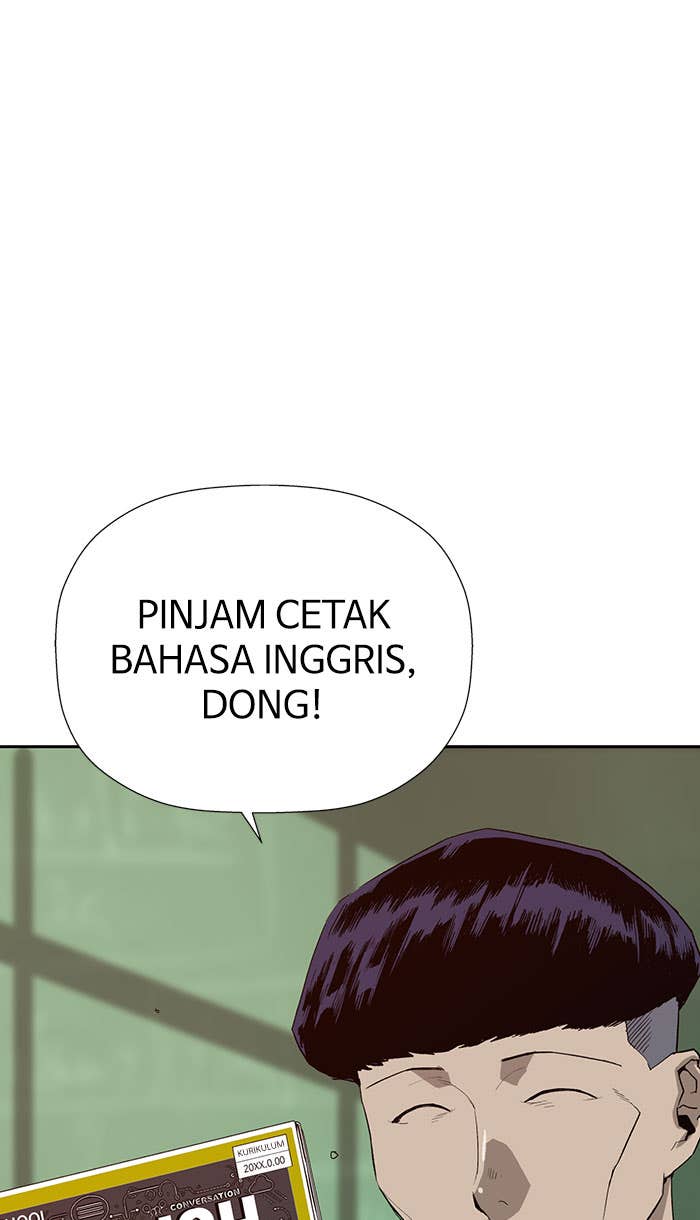 PINJAM CETAK
BAHASA INGGRIS,
DONG!
KURIKULUM
20XX.0.00
CONVERSATION